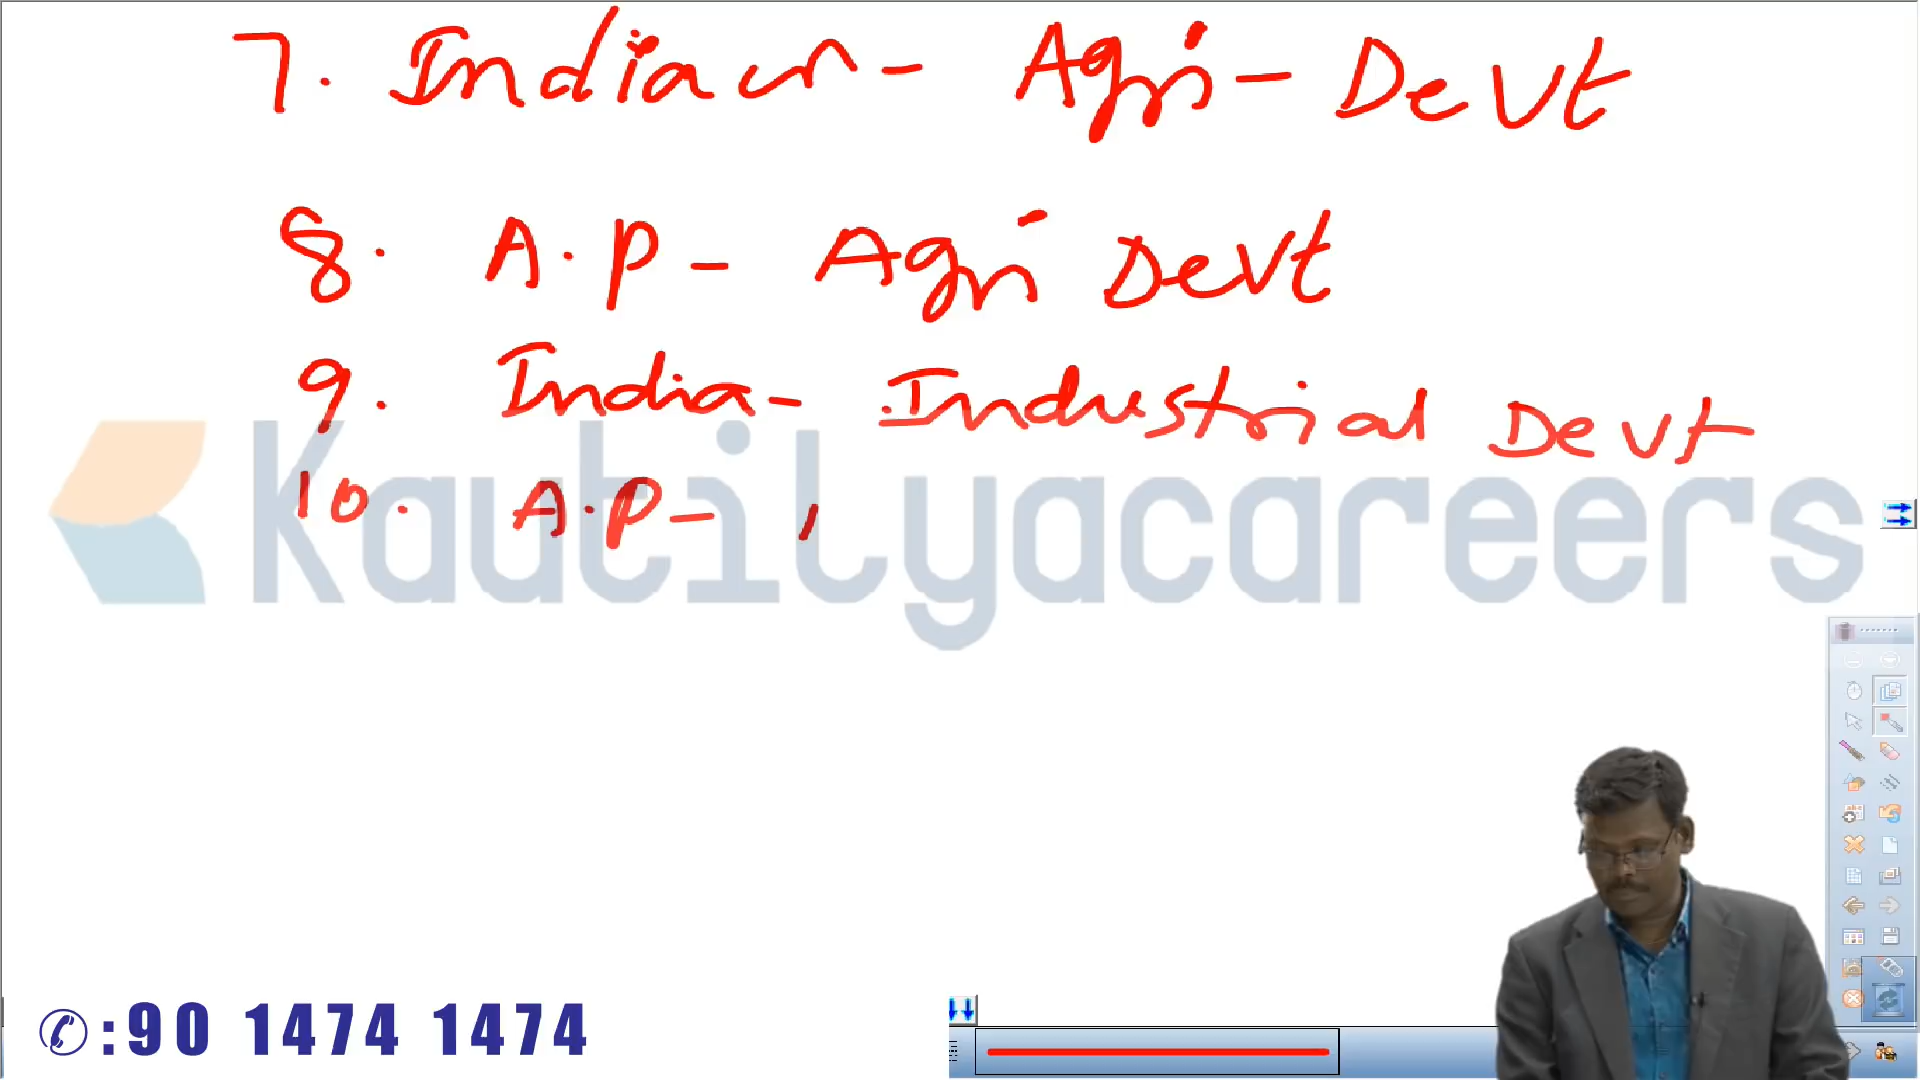 7. Indian - Agri - Devt
8. A.P - Agri Devt
9. India - Industrial Devt
10. A.P -
Kautilyacareers
✆:90 1474 1474